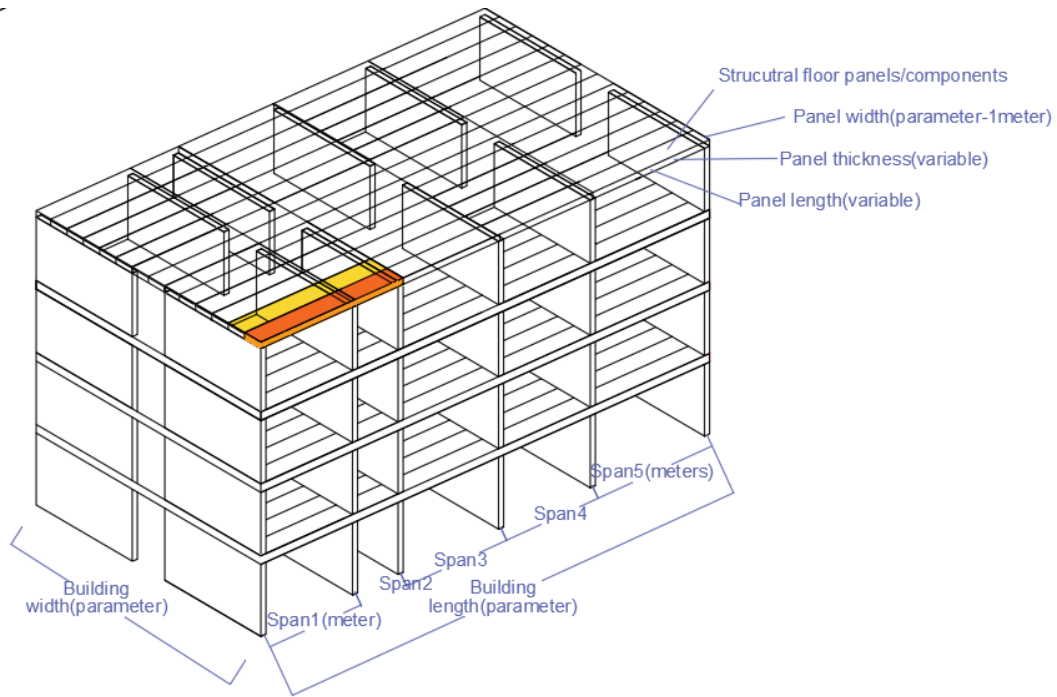 Strucutral floor panels/components
Panel width(parameter-1meter)
Panel thickness(variable)
Panel length(variable)
Span5(meters)
Span4
Span3
Span2
Span1(meter)
Building
width(parameter)
Building
length(parameter)